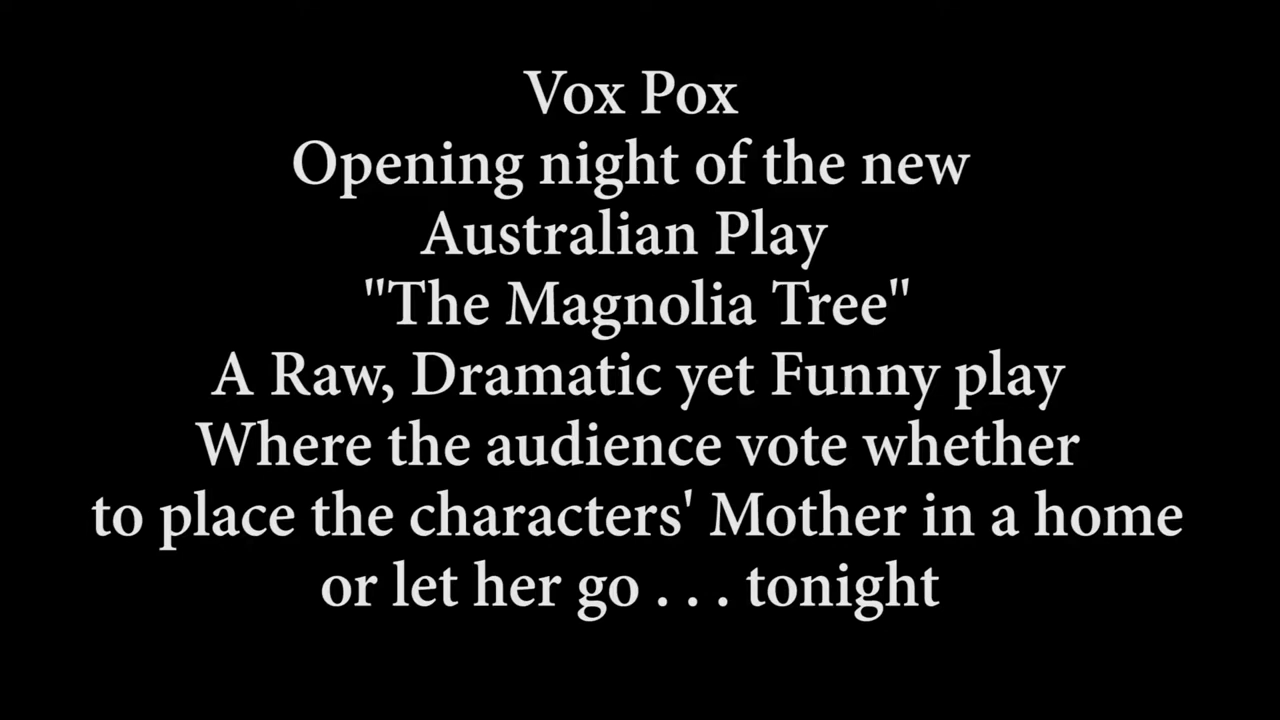 Vox Pox
Opening night of the new
Australian Play
"The Magnolia Tree"
A Raw, Dramatic yet Funny play
Where the audience vote whether
to place the characters' Mother in a home
or let her go . . . tonight